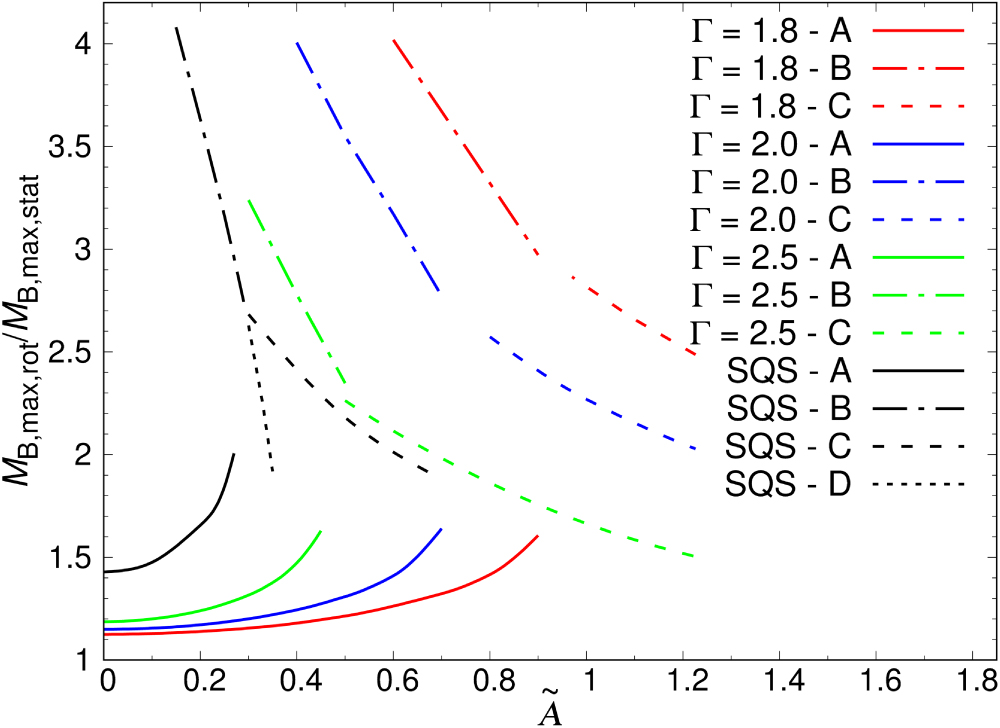 4
3.5
3
2.5
2
1.5
1
M_B,max,rot/M_B,max,stat
Γ = 1.8 - A
Γ = 1.8 - B
Γ = 1.8 - C
Γ = 2.0 - A
Γ = 2.0 - B
Γ = 2.0 - C
Γ = 2.5 - A
Γ = 2.5 - B
Γ = 2.5 - C
SQS - A
SQS - B
SQS - C
SQS - D
0 0.2 0.4 0.6 0.8 1 1.2 1.4 1.6 1.8
Ã